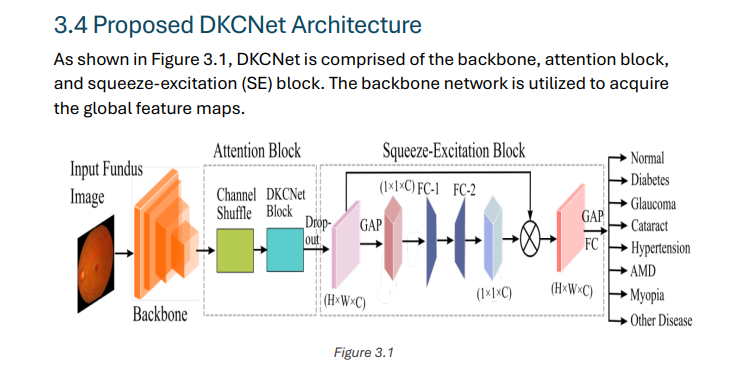 3.4 Proposed DKCNet Architecture
As shown in Figure 3.1, DKCNet is comprised of the backbone, attention block,
and squeeze-excitation (SE) block. The backbone network is utilized to acquire
the global feature maps.
Input Fundus
Image
Backbone
Attention Block
Channel
Shuffle
DKCNet
Block
Drop-
out
Squeeze-Excitation Block
(H×W×C)
GAP
(1×1×C)
FC-1
FC-2
(1×1×C)
(H×W×C)
GAP
FC
Normal
Diabetes
Glaucoma
Cataract
Hypertension
AMD
Myopia
Other Disease
Figure 3.1